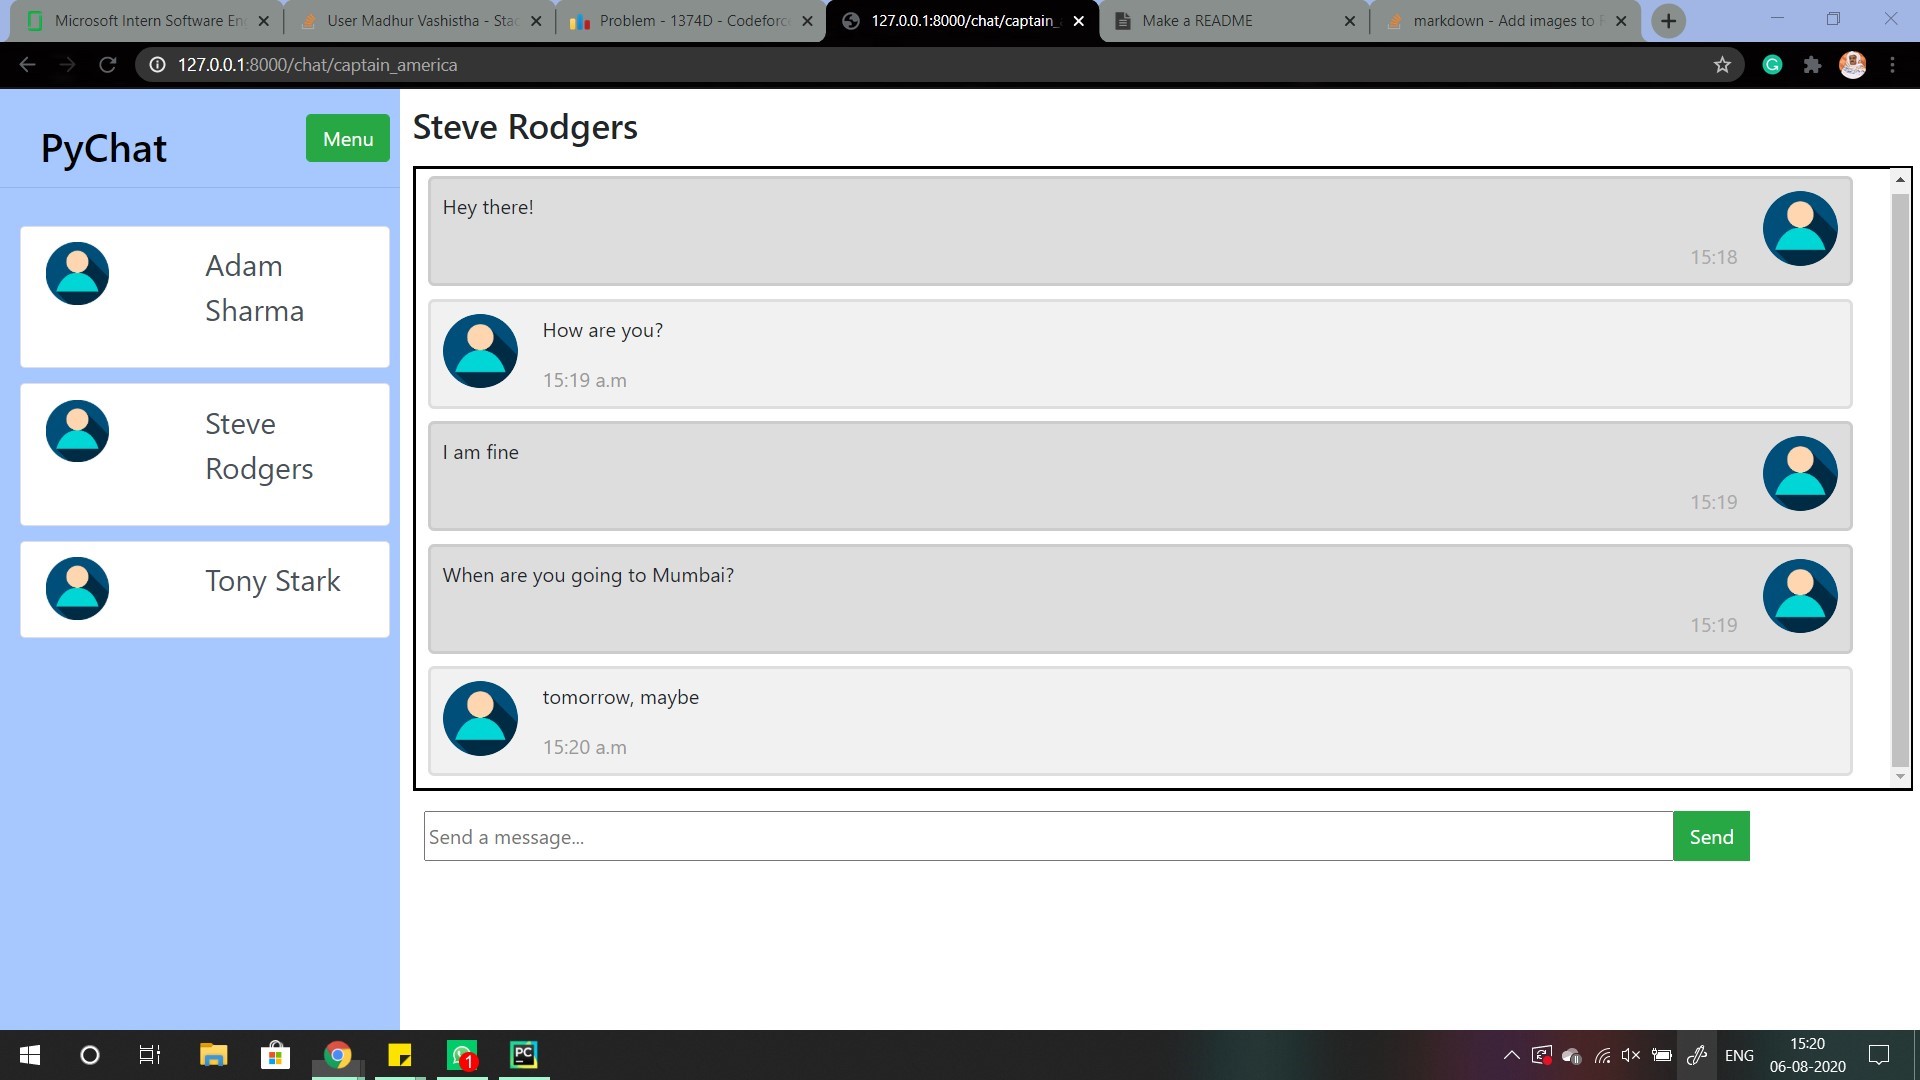 Microsoft Intern Software En
User Madhur Vashistha - Stac
Problem - 1374D - Codeforce
127.0.0.1:8000/chat/captain_
Make a README
markdown - Add images to R
127.0.0.1:8000/chat/captain_america
PyChat
Menu
Adam
Sharma
Steve
Rodgers
Tony Stark
Steve Rodgers
Hey there!
15:18
How are you?
15:19 a.m
I am fine
15:19
When are you going to Mumbai?
15:19
tomorrow, maybe
15:20 a.m
Send a message...
Send
PC
1
ENG
15:20
06-08-2020